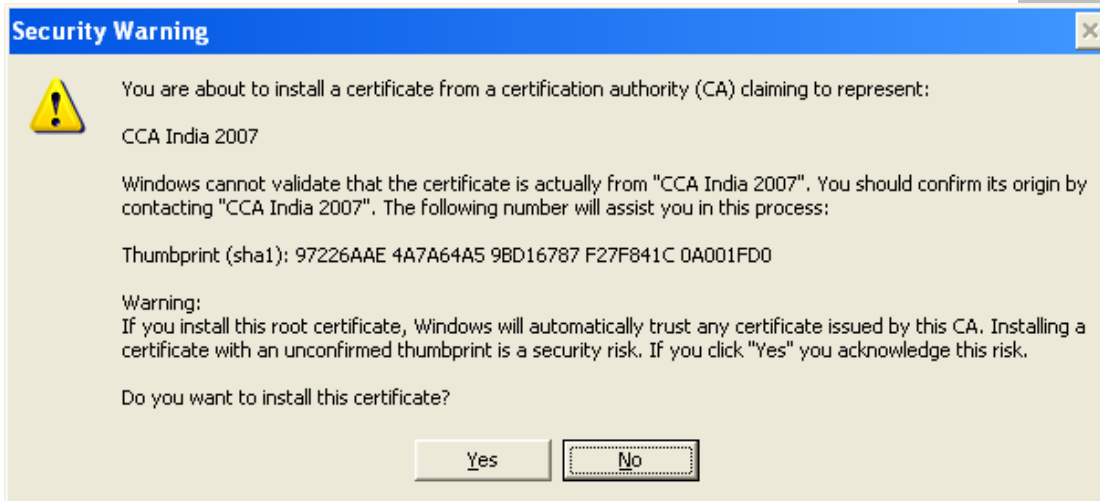 Security Warning
You are about to install a certificate from a certification authority (CA) claiming to represent:
CCA India 2007
Windows cannot validate that the certificate is actually from "CCA India 2007". You should confirm its origin by
contacting "CCA India 2007". The following number will assist you in this process:
Thumbprint (sha1): 97226AAE 4A7A64A5 9BD16787 F27F841C 0A001FD0
Warning:
If you install this root certificate, Windows will automatically trust any certificate issued by this CA. Installing a
certificate with an unconfirmed thumbprint is a security risk. If you click "Yes" you acknowledge this risk.
Do you want to install this certificate?
Yes No